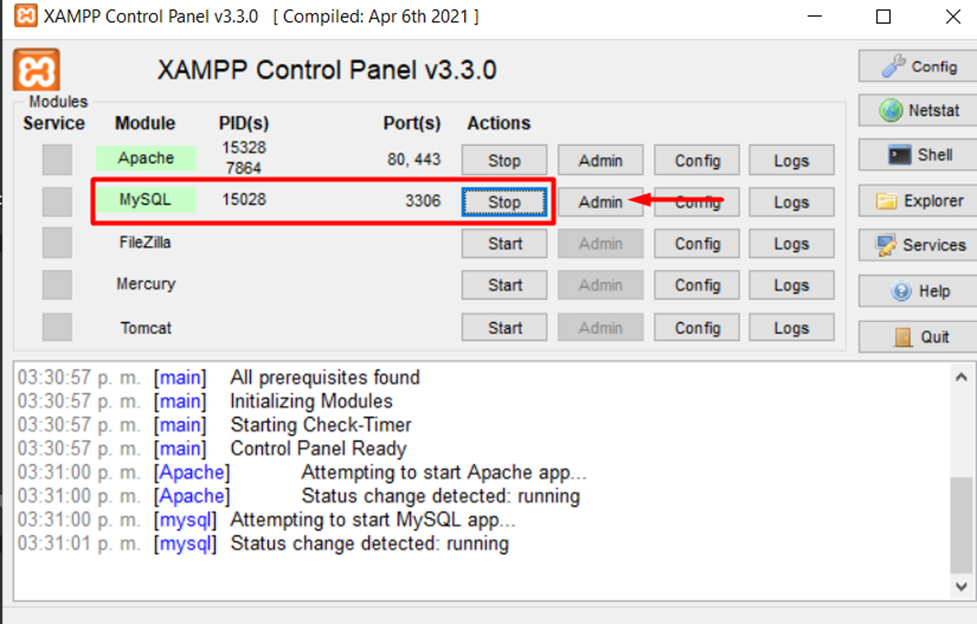 XAMPP Control Panel v3.3.0 [ Compiled: Apr 6th 2021 ]
XAMPP Control Panel v3.3.0
Config
Modules
Service Module PID(s) Port(s) Actions
Netstat
Apache 15328 7864 80, 443 Stop Admin Config Logs
Shell
MySQL 15028 3306 Stop Admin Config Logs
Explorer
FileZilla Start Admin Config Logs
Services
Mercury Start Admin Config Logs
Help
Tomcat Start Admin Config Logs
Quit
03:30:57 p. m. [main] All prerequisites found
03:30:57 p. m. [main] Initializing Modules
03:30:57 p. m. [main] Starting Check-Timer
03:30:57 p. m. [main] Control Panel Ready
03:31:00 p. m. [Apache] Attempting to start Apache app...
03:31:00 p. m. [Apache] Status change detected: running
03:31:00 p. m. [mysql] Attempting to start MySQL app...
03:31:01 p. m. [mysql] Status change detected: running